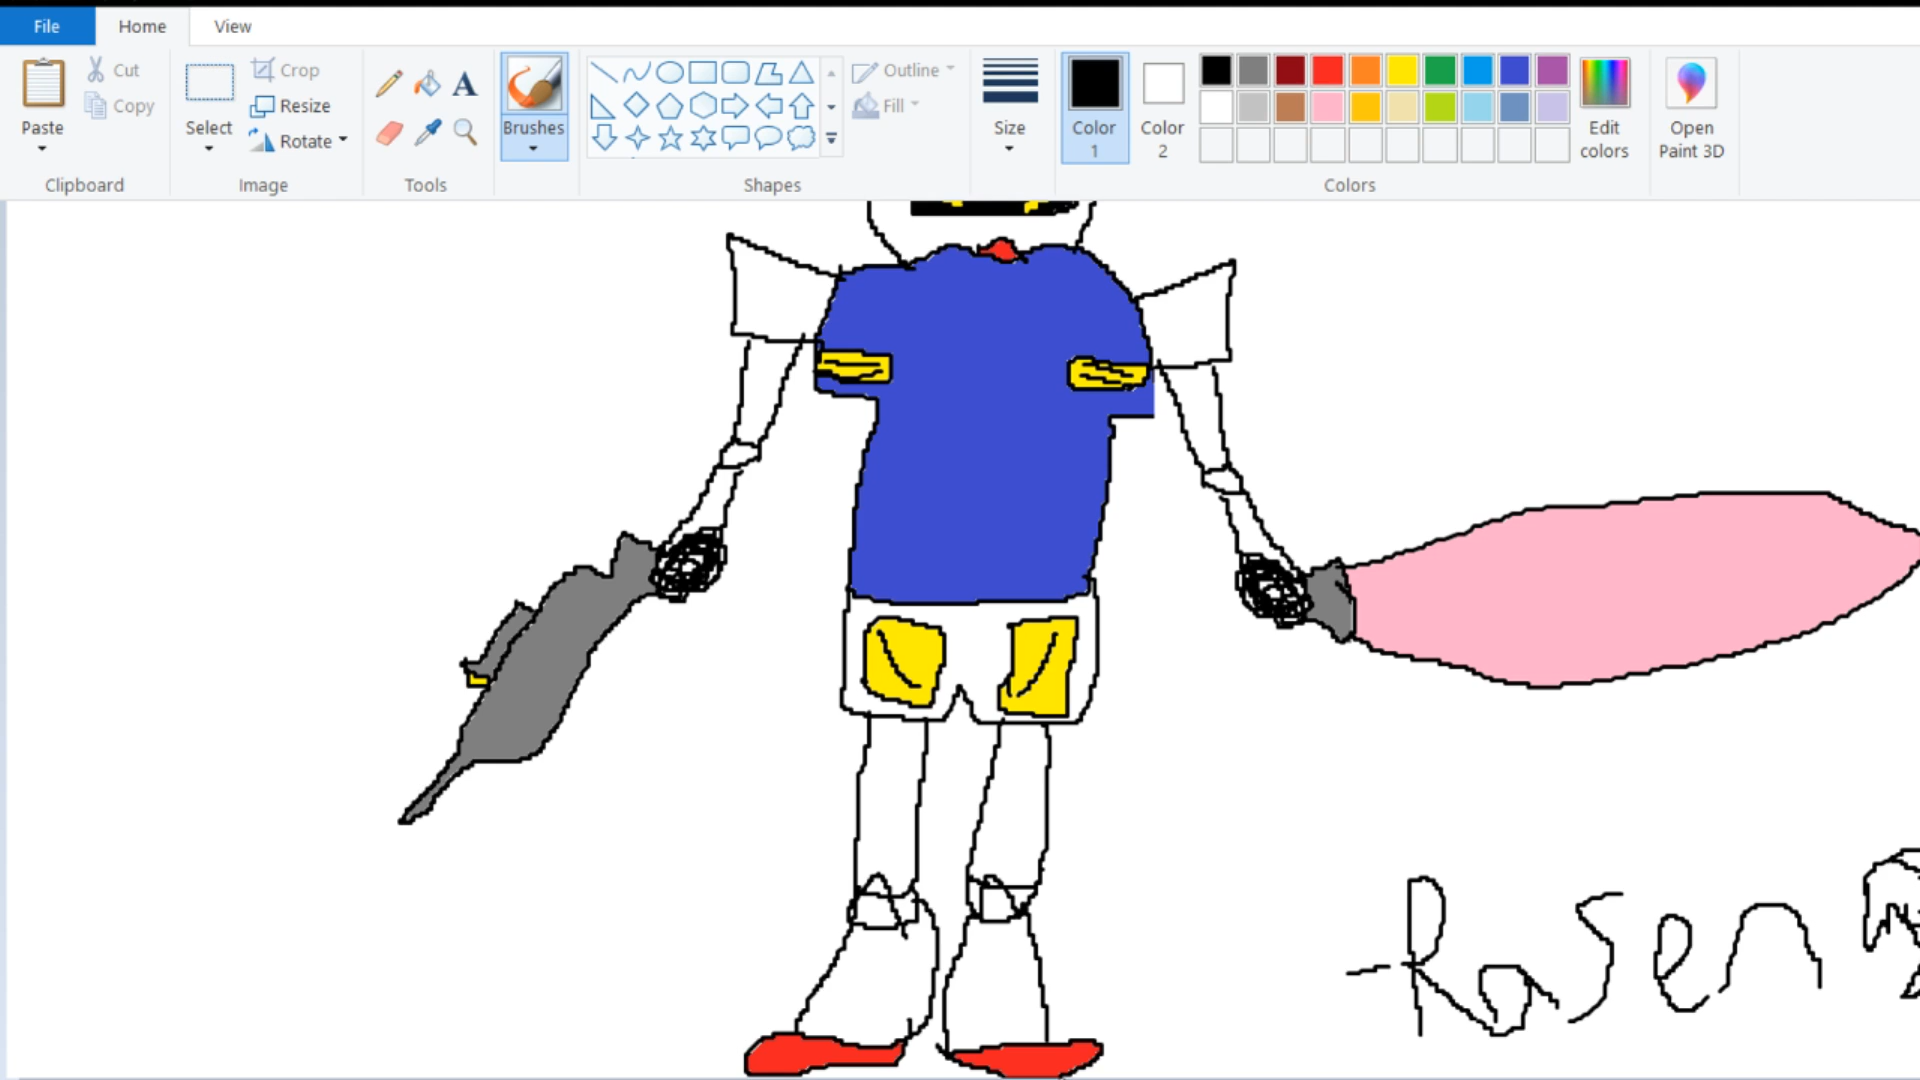 File Home View
Paste
Cut
Copy
Clipboard
Select
Crop
Resize
Rotate
Image
A
Tools
Brushes
Outline
Fill
Shapes
Size
Color 1
Color 2
Edit colors
Colors
Open Paint 3D
-Rasen